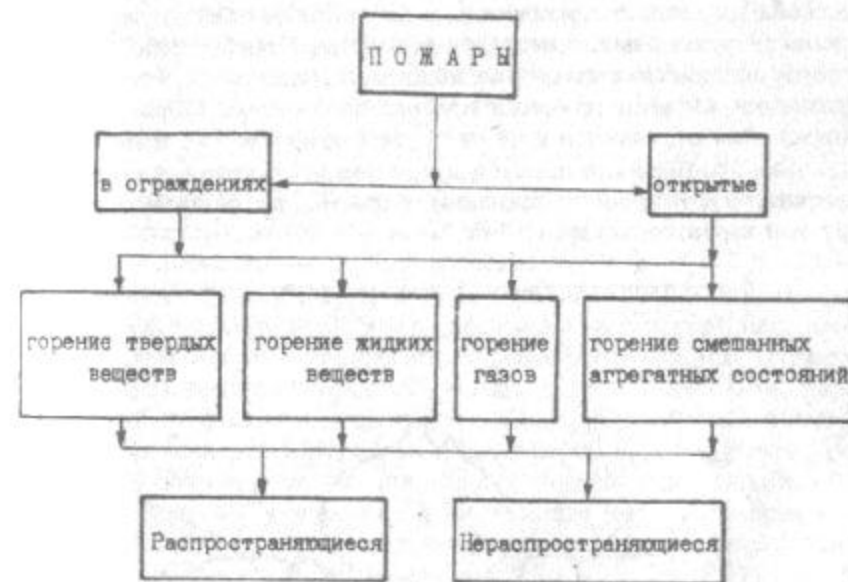 ПОЖАРЫ
в ограждениях
открытые
горение твердых
веществ
горение жидких
веществ
горение
газов
горение смешанных
агрегатных состояний
Распространяющиеся
Нераспространяющиеся